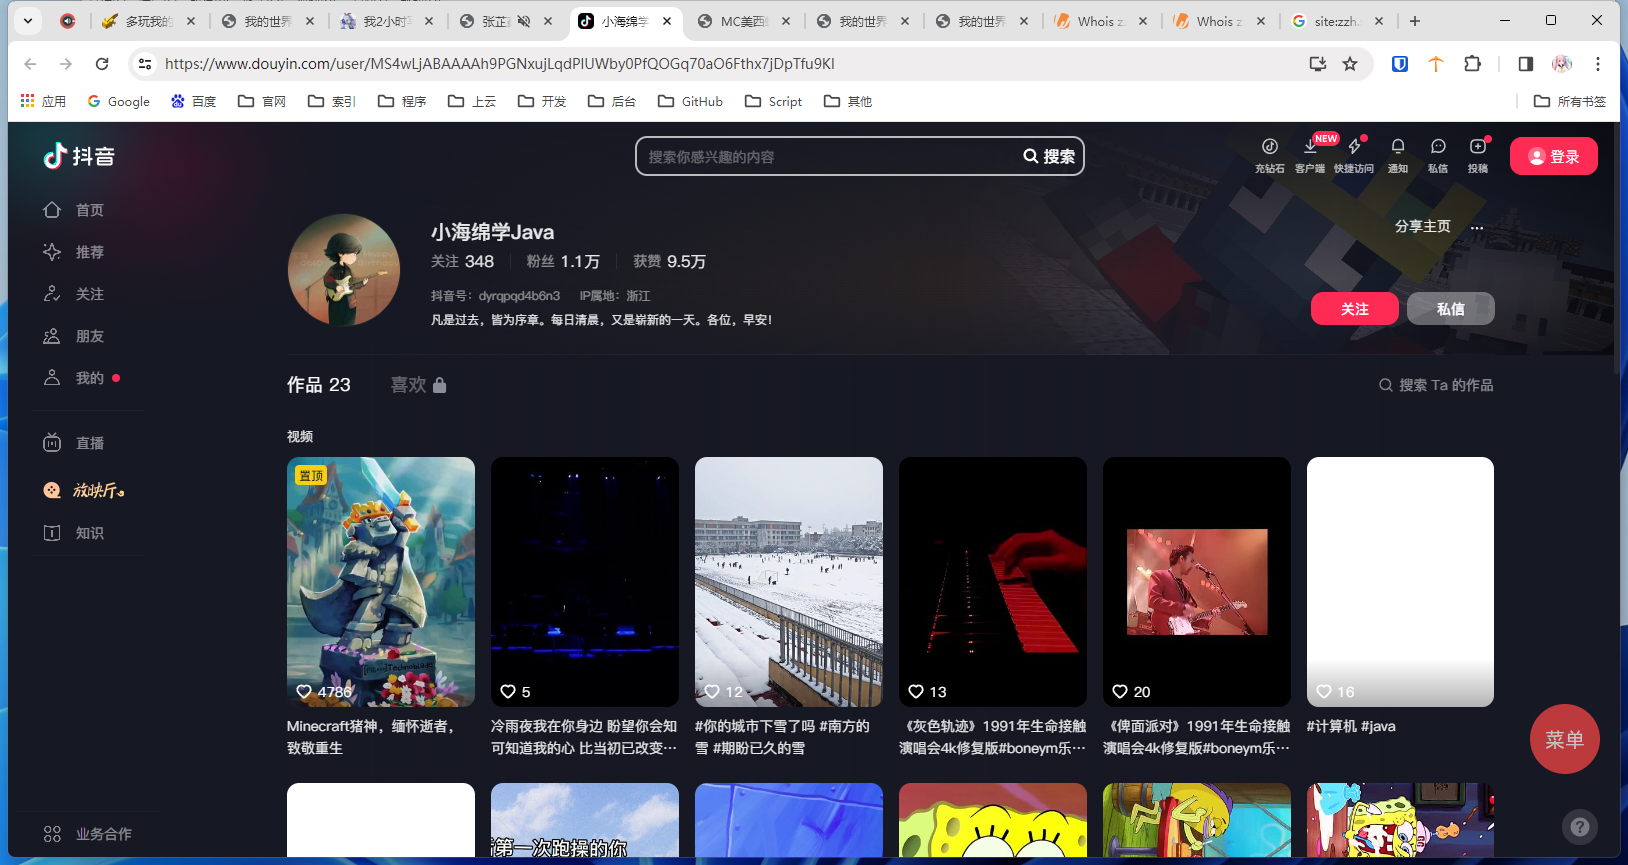 多玩我的
我的世界
我2小时
张芷
小海绵学
MC美西
我的世界
我的世界
Whois z
Whois z
site:zzh.
https://www.douyin.com/user/MS4wLjABAAAAh9PGNxujLqdPlUWby0PfQOGq70aO6Fthx7jDpTfu9KI
应用
Google
百度
官网
索引
程序
上云
开发
后台
GitHub
Script
其他
所有书签
抖音
搜索你感兴趣的内容
搜索
充钻石
NEW
客户端
快捷访问
通知
私信
投稿
登录
首页
推荐
关注
朋友
我的
直播
放映厅
知识
业务合作
小海绵学Java
关注 348
粉丝 1.1万
获赞 9.5万
抖音号：dyrqpqd4b6n3 IP属地：浙江
凡是过去，皆为序章。每日清晨，又是崭新的一天。各位，早安！
分享主页 ...
关注
私信
作品 23
喜欢
搜索 Ta 的作品
视频
置顶
4786
Minecraft猪神，缅怀逝者，
致敬重生
5
冷雨夜我在你身边 盼望你会知
可知道我的心 比当初已改变…
12
#你的城市下雪了吗 #南方的
雪 #期盼已久的雪
13
《灰色轨迹》1991年生命接触
演唱会4k修复版#boneym乐…
20
《俾面派对》1991年生命接触
演唱会4k修复版#boneym乐…
16
#计算机 #java
第一次跑操的你
菜单